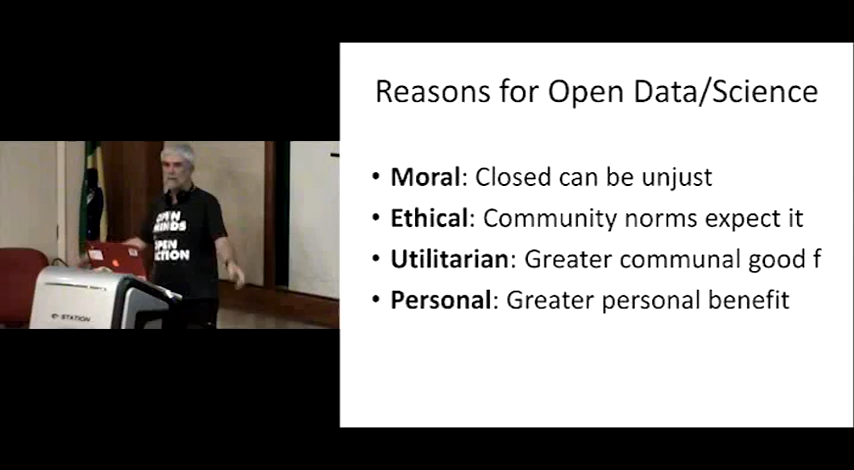 Reasons for Open Data/Science
• Moral: Closed can be unjust
• Ethical: Community norms expect it
• Utilitarian: Greater communal good f
• Personal: Greater personal benefit
OPEN
MINDS
OPEN
ACTION
STATION